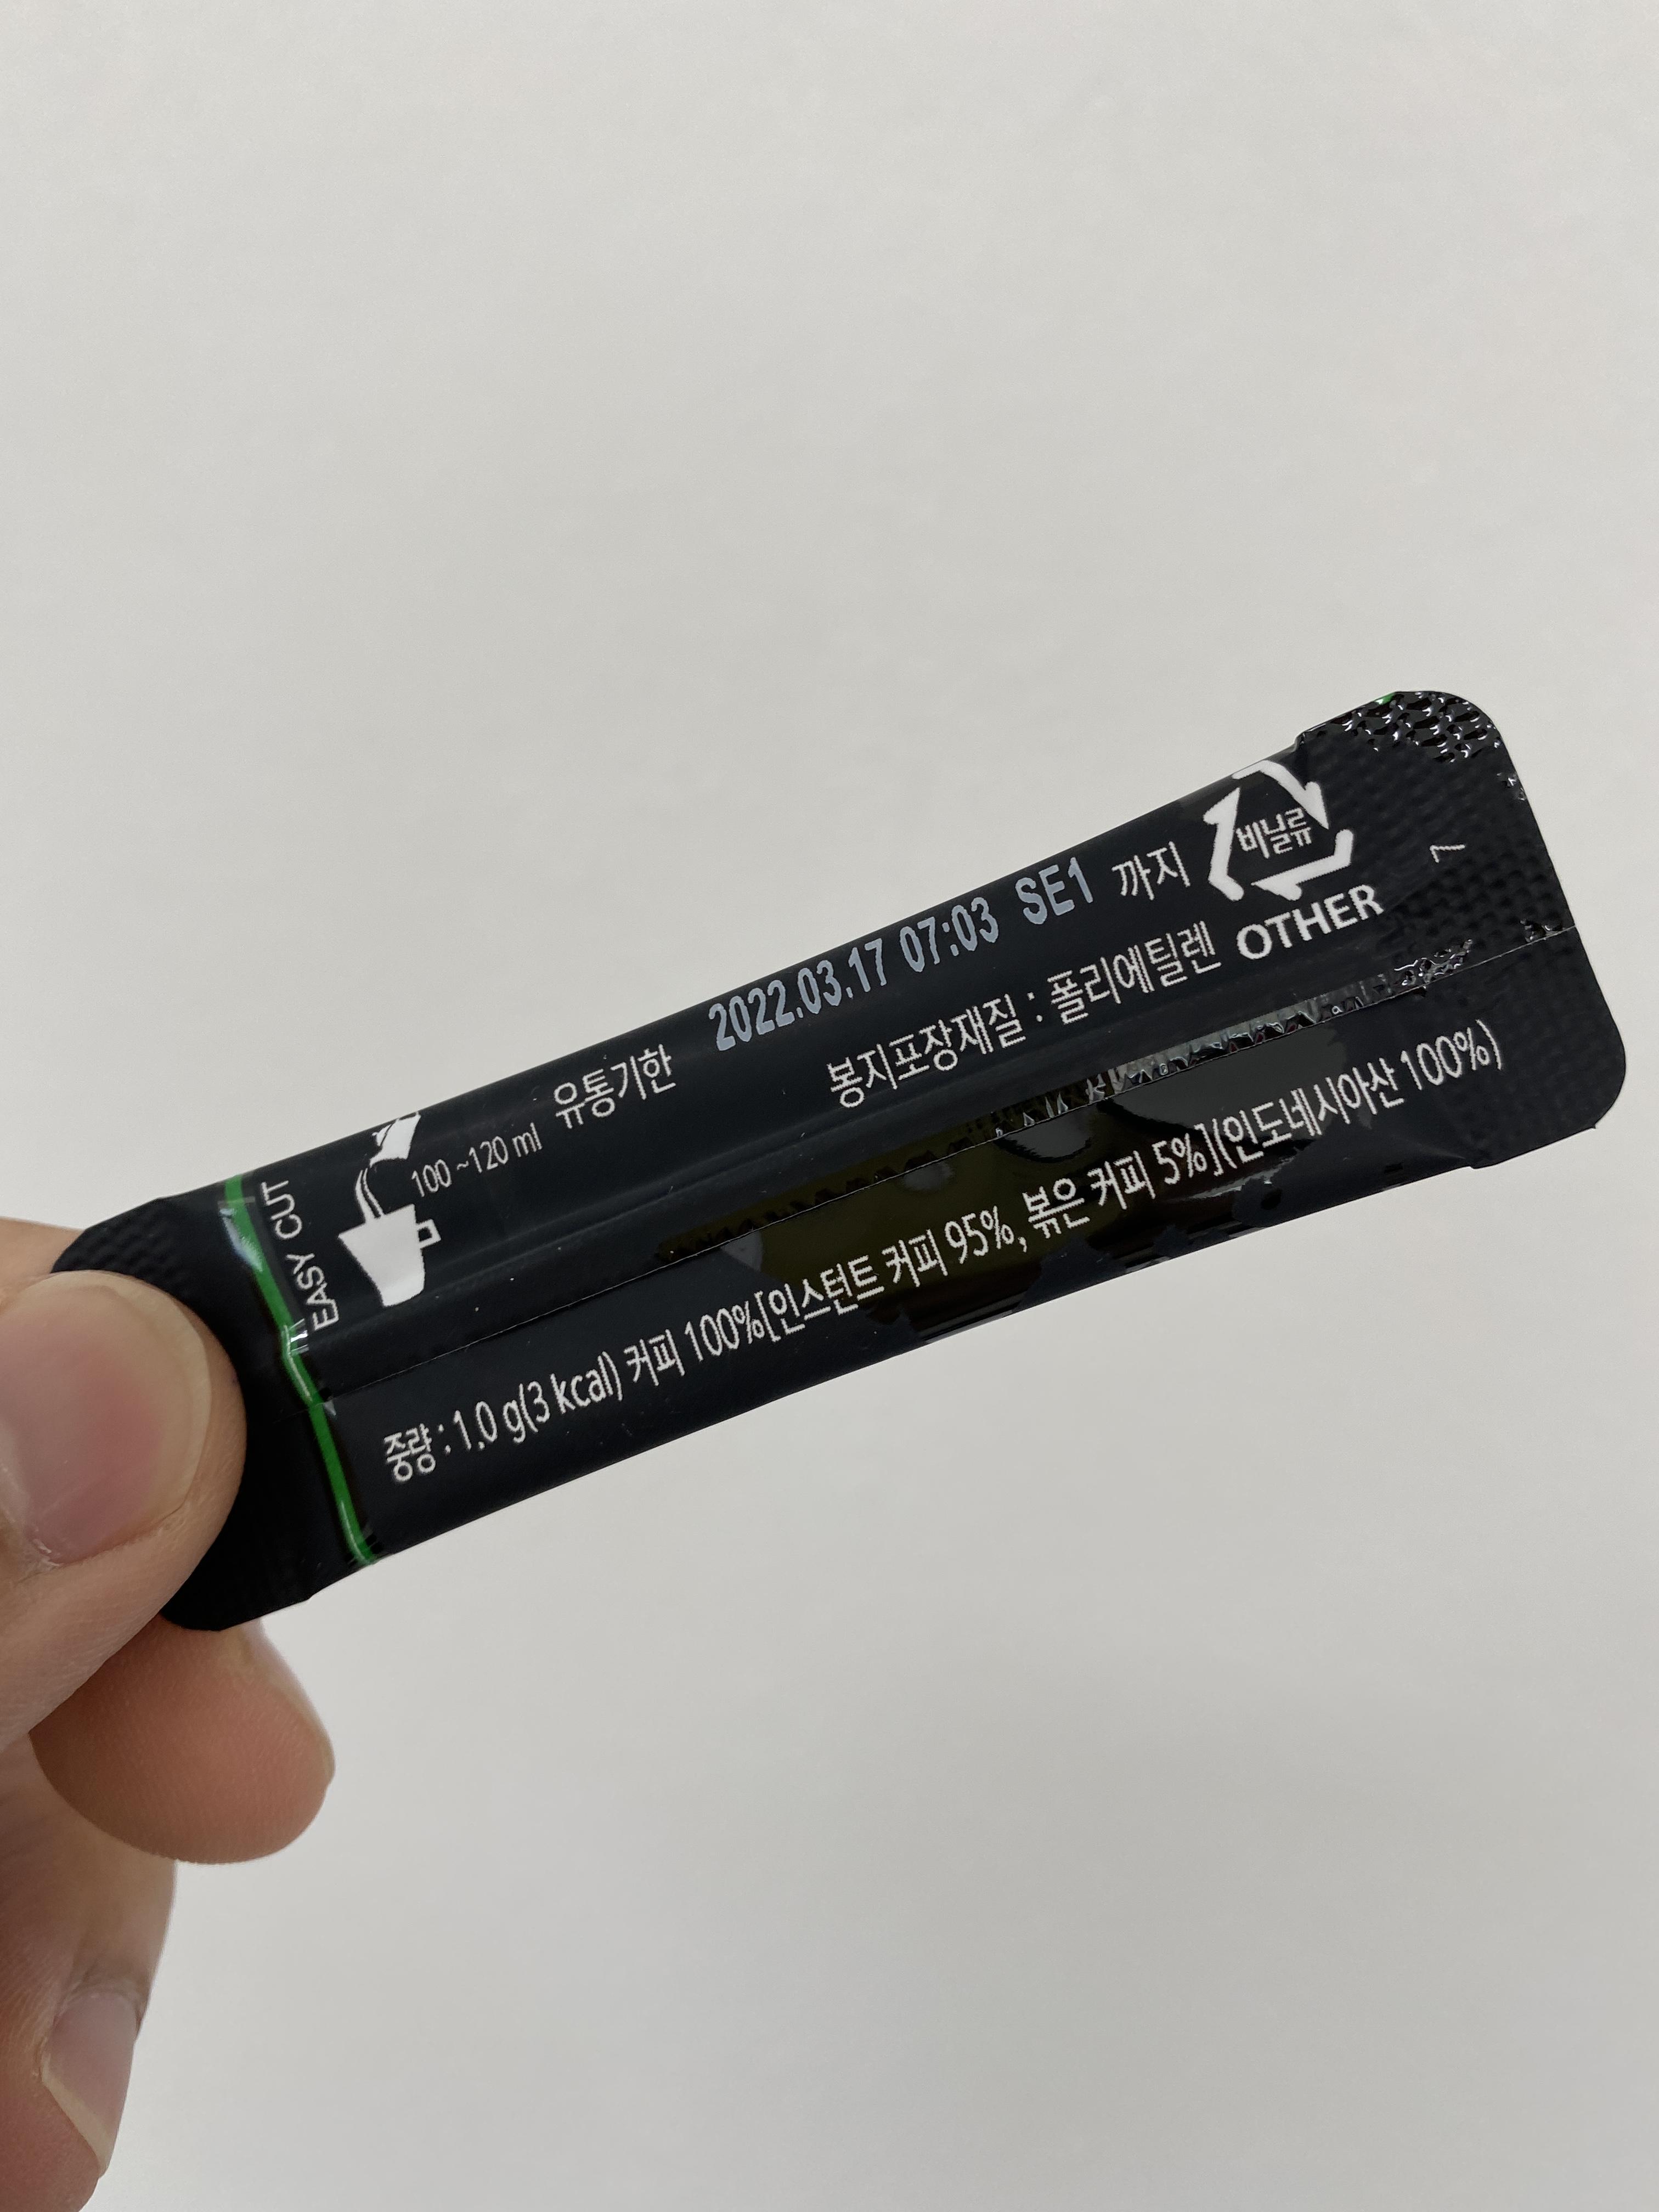 EASY CUT
100 ~120 ml
유통기한 2022.03.17 07:03 SE1 까지
비닐류
OTHER
봉지포장재질 : 폴리에틸렌
7
중량 : 1.0 g(3 kcal) 커피 100%[인스턴트 커피 95%, 볶은 커피 5%](인도네시아산 100%)